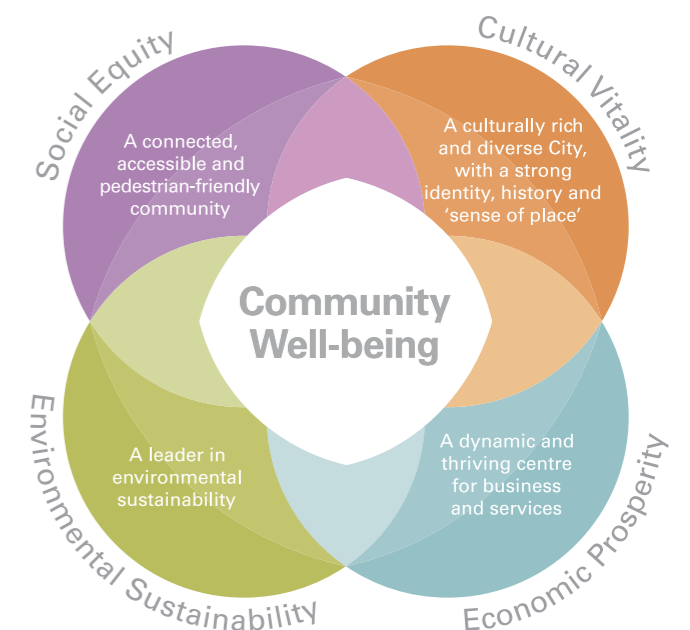 Social Equity
Cultural Vitality
A connected,
accessible and
pedestrian-friendly
community
A culturally rich
and diverse City,
with a strong
identity, history and
‘sense of place’
Community
Well-being
A leader in
environmental
sustainability
A dynamic and
thriving centre
for business
and services
Environmental Sustainability
Economic Prosperity